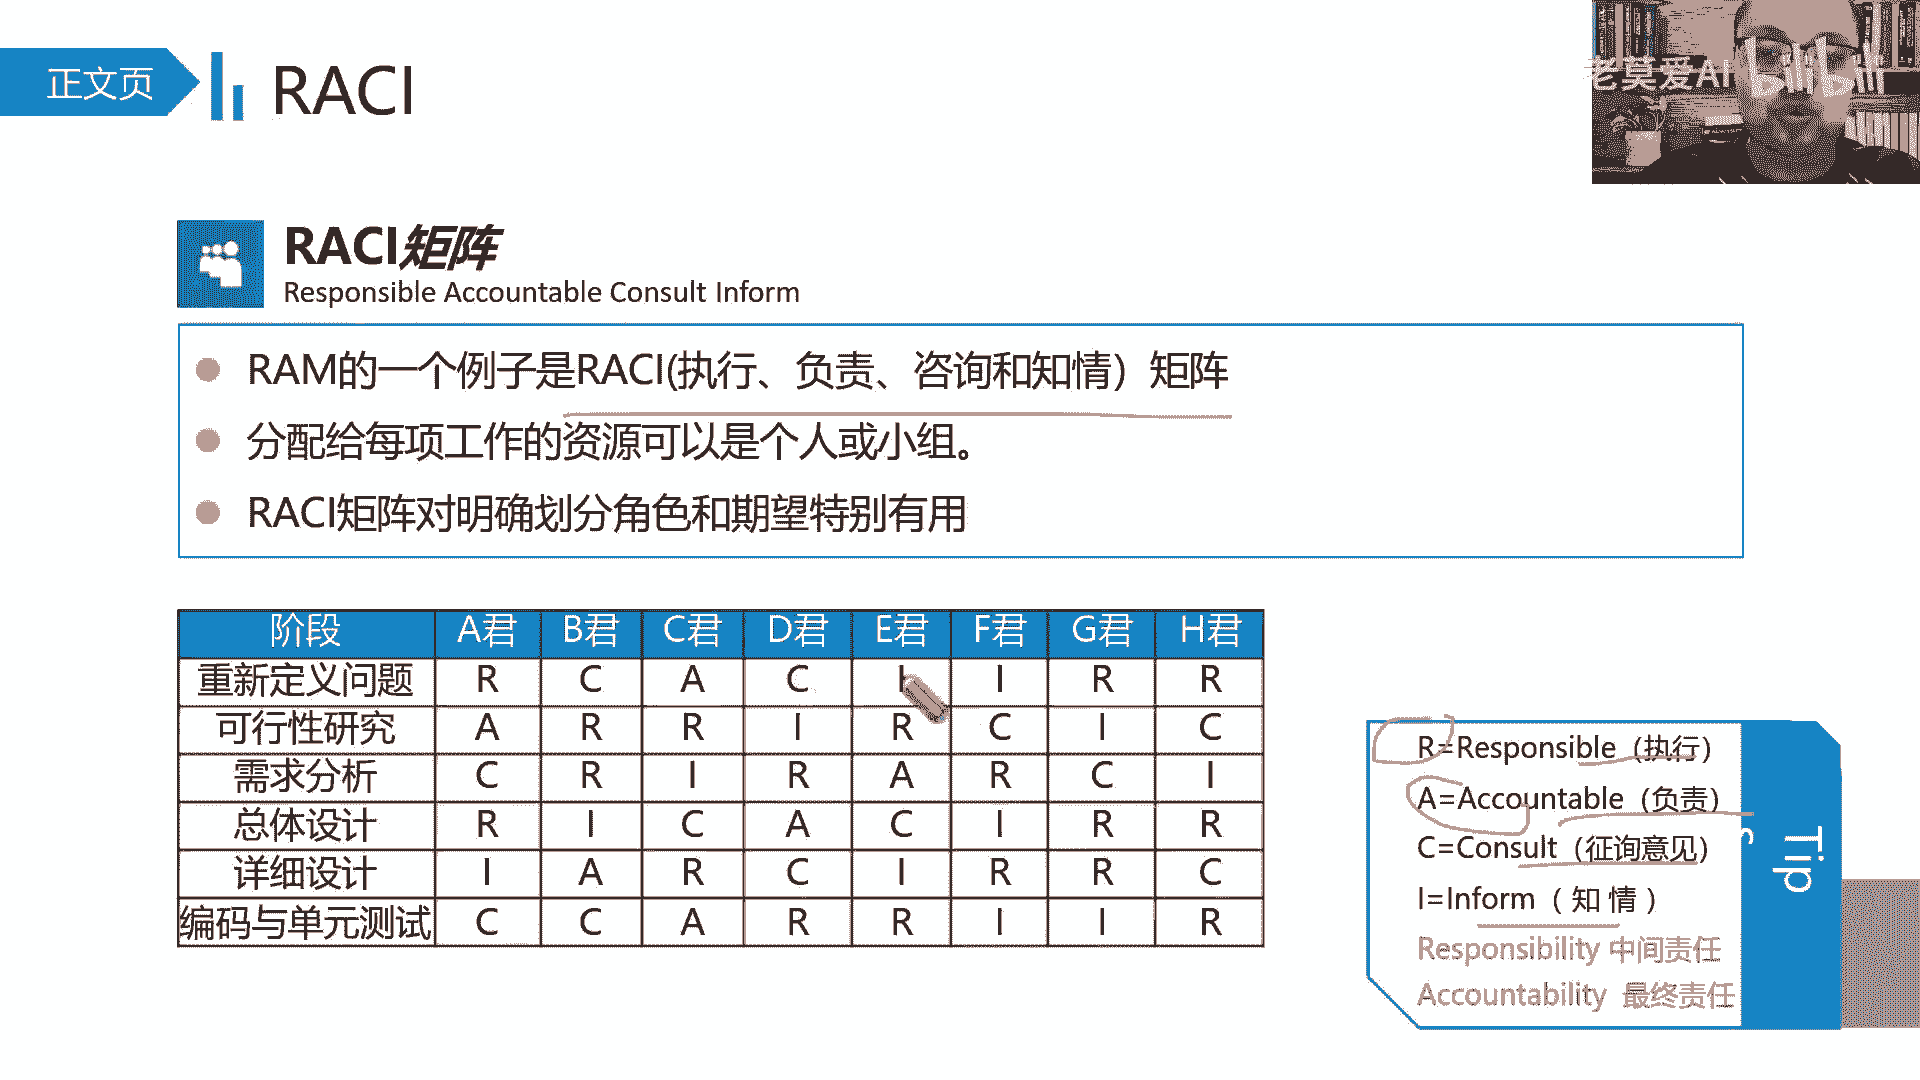 正文页
RACI
老莫爱AI bilibili
RACI矩阵
Responsible Accountable Consult Inform
RAM的一个例子是RACI(执行、负责、咨询和知情）矩阵
分配给每项工作的资源可以是个人或小组。
RACI矩阵对明确划分角色和期望特别有用
阶段 A君 B君 C君 D君 E君 F君 G君 H君
重新定义问题 R C A C I I R R
可行性研究 A R R I R C I C
需求分析 C R I R A R C I
总体设计 R I C A C I R R
详细设计 I A R C I R R C
编码与单元测试 C C A R R I I R
R=Responsible（执行）
A=Accountable（负责）
C=Consult（征询意见）
I=Inform（ 知 情 ）
Responsibility 中间责任
Accountability 最终责任
Tips